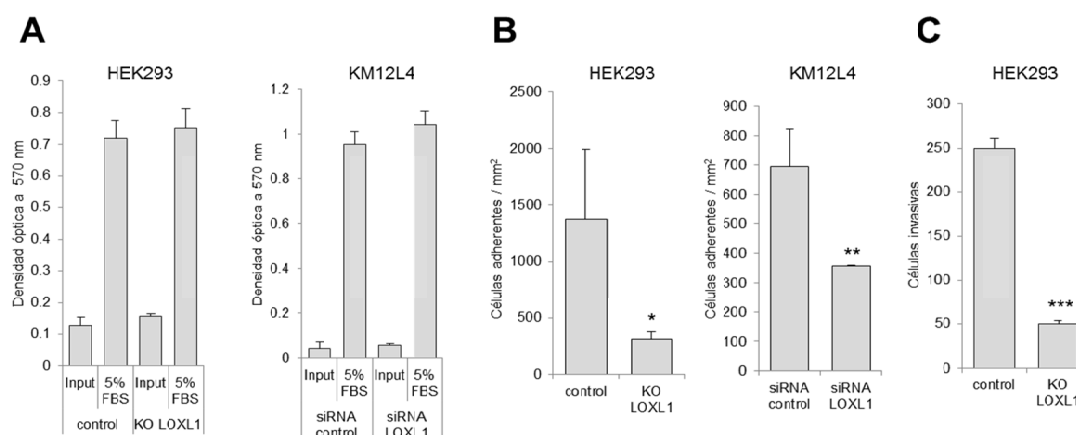 A
HEK293
Densidad óptica a 570 nm
0.9
0.8
0.7
0.6
0.5
0.4
0.3
0.2
0.1
0
Input
5%
FBS
Input
5%
FBS
control
KO LOXL1
KM12L4
Densidad óptica a 570 nm
1.2
1
0.8
0.6
0.4
0.2
0
Input
5%
FBS
Input
5%
FBS
siRNA
control
siRNA
LOXL1
B
HEK293
Células adherentes / mm²
2500
2000
1500
1000
500
0
*
control
KO
LOXL1
KM12L4
Células adherentes / mm²
900
800
700
600
500
400
300
200
100
0
**
siRNA
control
siRNA
LOXL1
C
HEK293
Células invasivas
300
250
200
150
100
50
0
***
control
KO
LOXL1